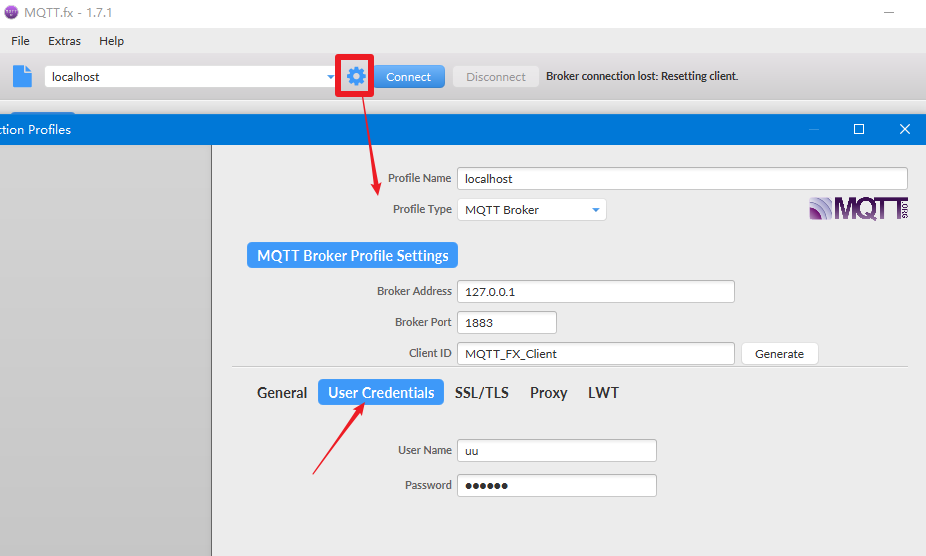 MQTT.fx - 1.7.1
File Extras Help
localhost Connect Disconnect Broker connection lost: Resetting client.
ction Profiles
Profile Name localhost
Profile Type MQTT Broker MQTT.ORG
MQTT Broker Profile Settings
Broker Address 127.0.0.1
Broker Port 1883
Client ID MQTT_FX_Client Generate
General User Credentials SSL/TLS Proxy LWT
User Name uu
Password ●●●●●●